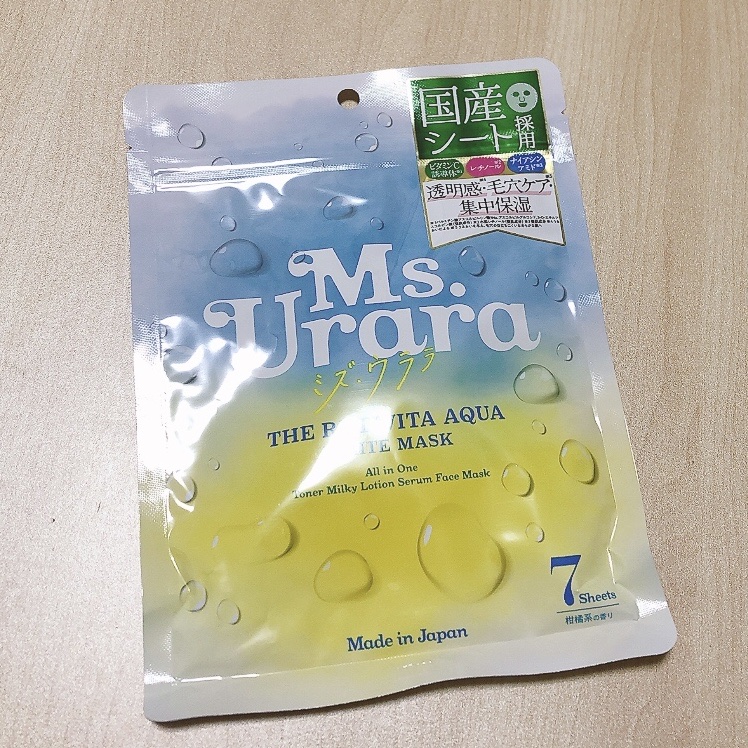 国産
シート
採用
ビタミンC
誘導体
レチノール
ナイアシン
アミド
透明感・毛穴ケア・
集中保湿
Ms.
Urara
ミズ・ウララ
THE VITA AQUA
MASK
All in One
Toner Milky Lotion Serum Face Mask
7
Sheets
柑橘系の香り
Made in Japan